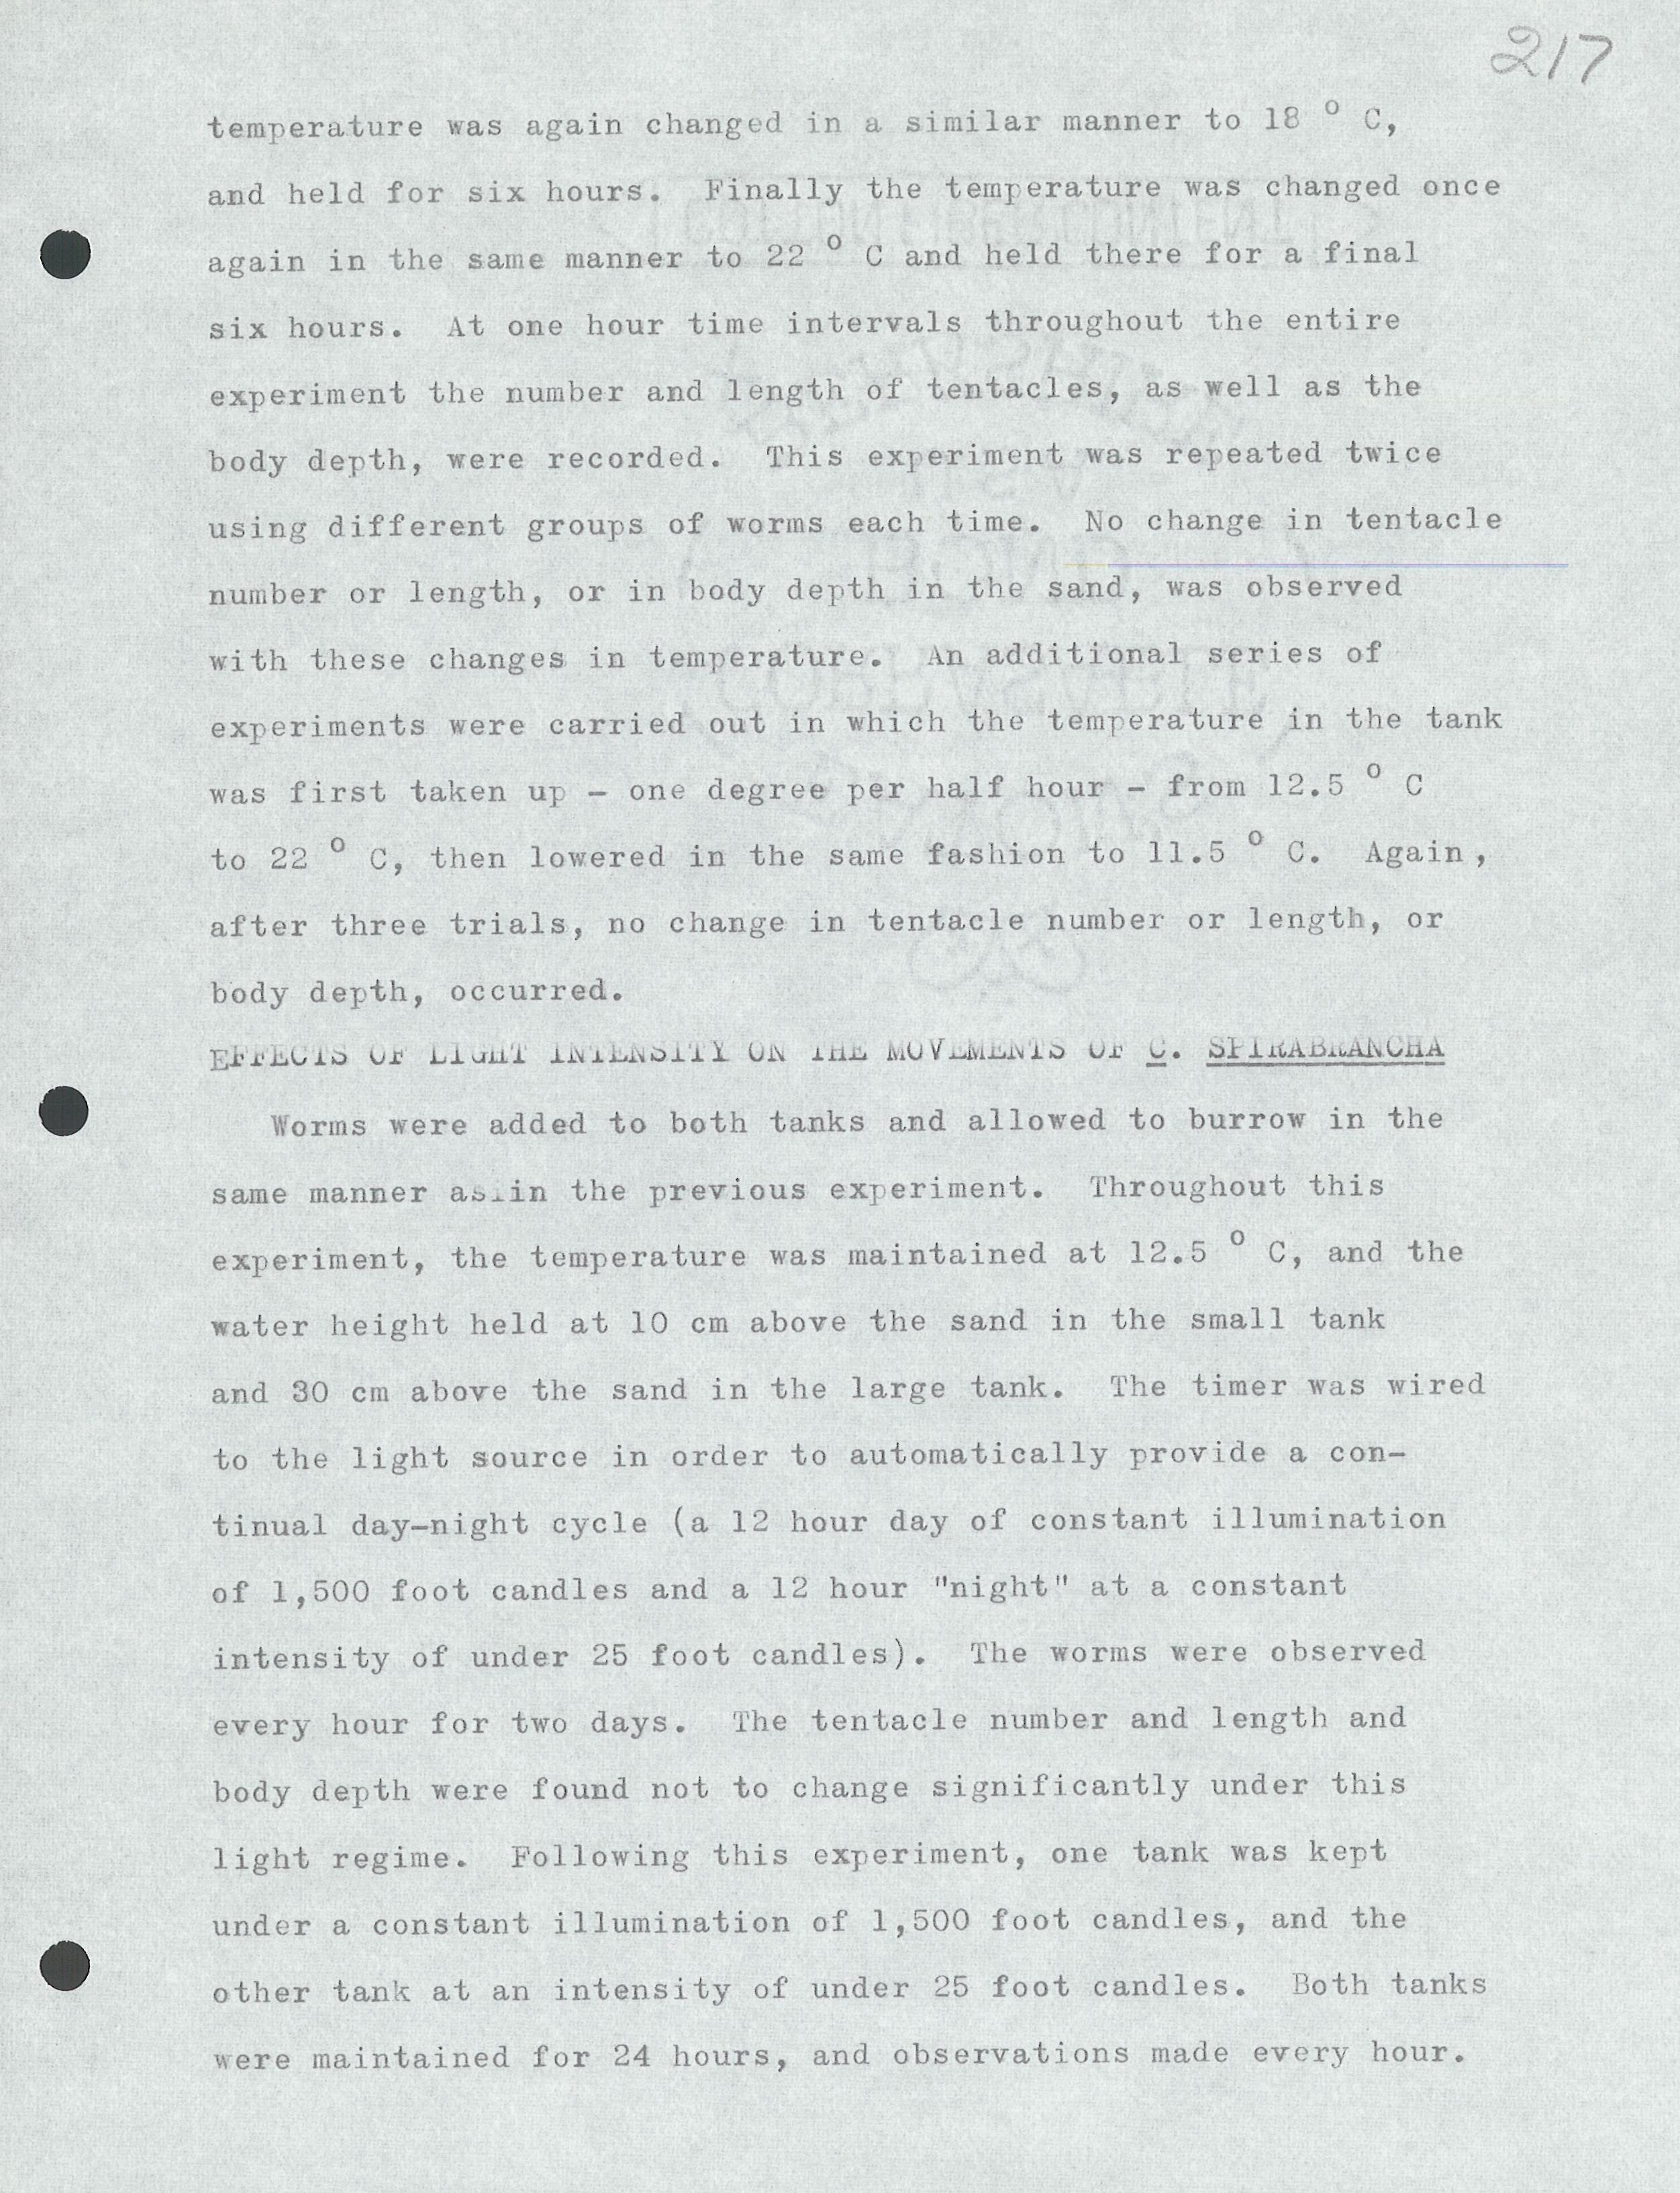 217
temperature was again changed in a similar manner to 18 ° C,
and held for six hours.  Finally the temperature was changed once
again in the same manner to 22 ° C and held there for a final
six hours.  At one hour time intervals throughout the entire
experiment the number and length of tentacles, as well as the
body depth, were recorded.  This experiment was repeated twice
using different groups of worms each time.  No change in tentacle
number or length, or in body depth in the sand, was observed
with these changes in temperature.  An additional series of
experiments were carried out in which the temperature in the tank
was first taken up - one degree per half hour - from 12.5 ° C
to 22 ° C, then lowered in the same fashion to 11.5 ° C.  Again,
after three trials, no change in tentacle number or length, or
body depth, occurred.
EFFECTS OF LIGHT INTENSITY ON THE MOVEMENTS OF C. SPIRABRANCHA
Worms were added to both tanks and allowed to burrow in the
same manner as in the previous experiment.  Throughout this
experiment, the temperature was maintained at 12.5 ° C, and the
water height held at 10 cm above the sand in the small tank
and 30 cm above the sand in the large tank.  The timer was wired
to the light source in order to automatically provide a con-
tinual day-night cycle (a 12 hour day of constant illumination
of 1,500 foot candles and a 12 hour "night" at a constant
intensity of under 25 foot candles).  The worms were observed
every hour for two days.  The tentacle number and length and
body depth were found not to change significantly under this
light regime.  Following this experiment, one tank was kept
under a constant illumination of 1,500 foot candles, and the
other tank at an intensity of under 25 foot candles.  Both tanks
were maintained for 24 hours, and observations made every hour.